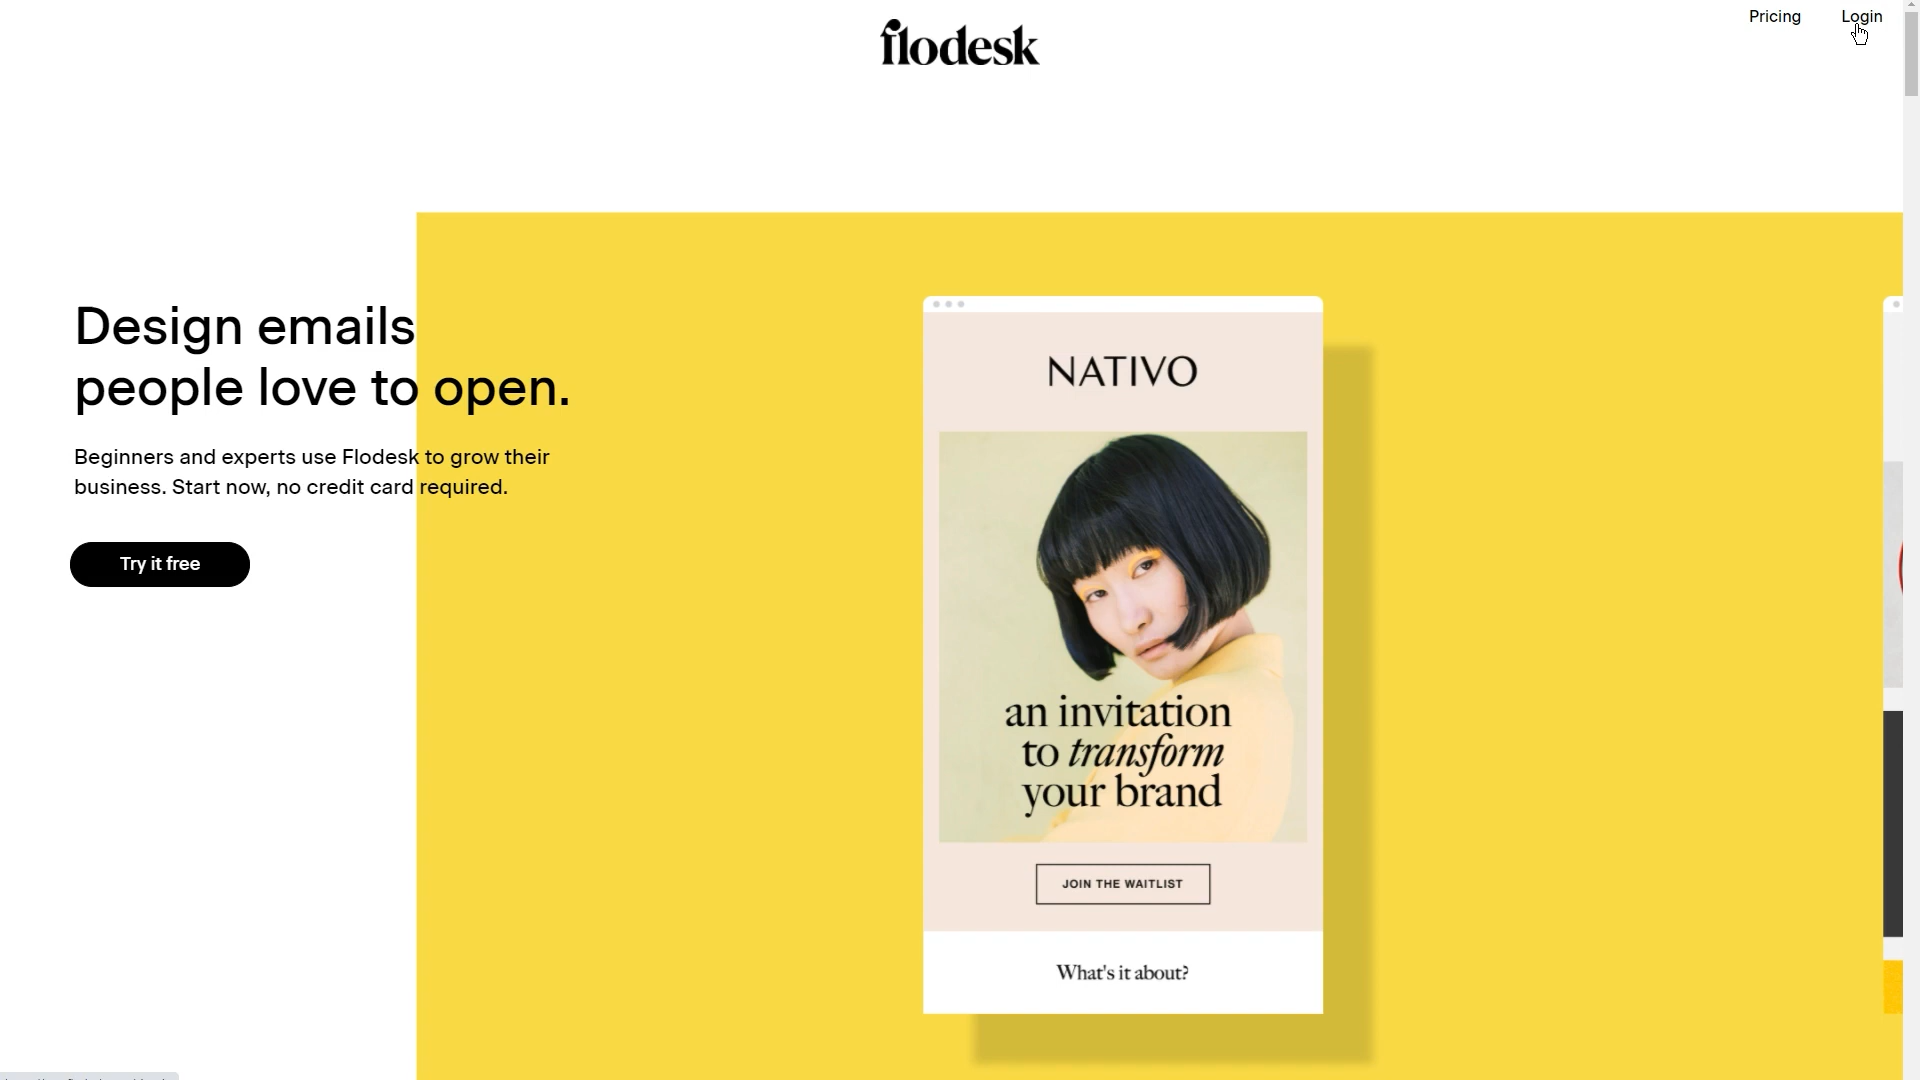 flodesk
Pricing
Login
Design emails
people love to open.
Beginners and experts use Flodesk to grow their
business. Start now, no credit card required.
Try it free
NATIVO
an invitation
to transform
your brand
JOIN THE WAITLIST
What's it about?